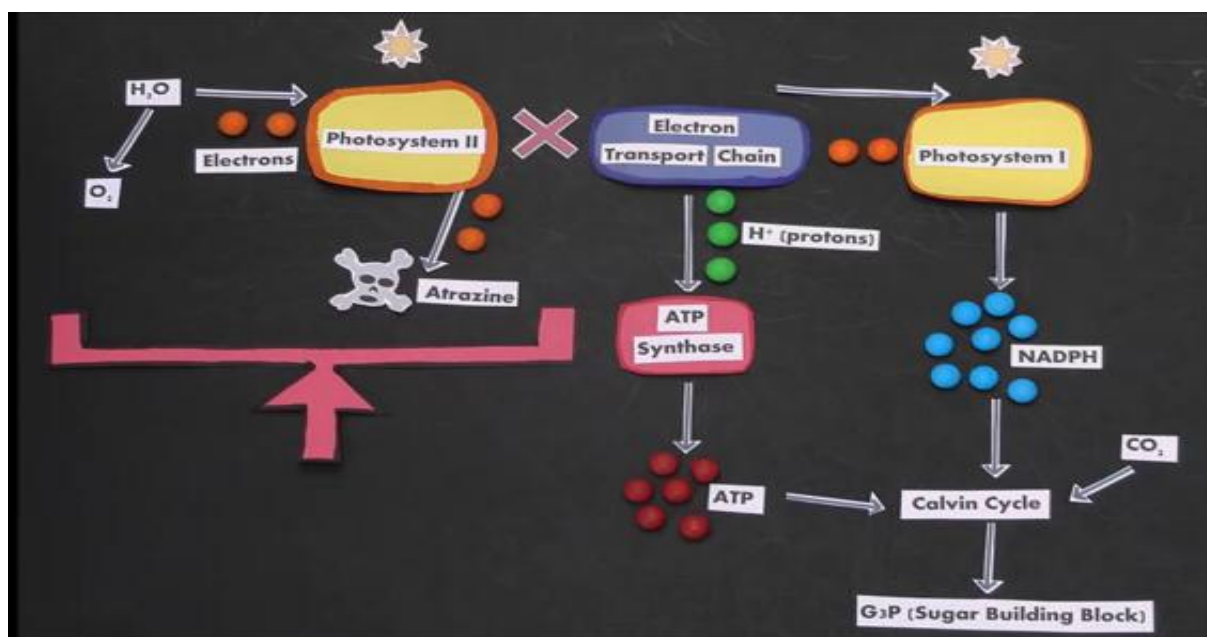 H₂O
Photosystem II
Electrons
O₂
Electron
Transport Chain
Photosystem I
H⁺ (protons)
Atrazine
ATP
Synthase
NADPH
CO₂
ATP
Calvin Cycle
G3P (Sugar Building Block)